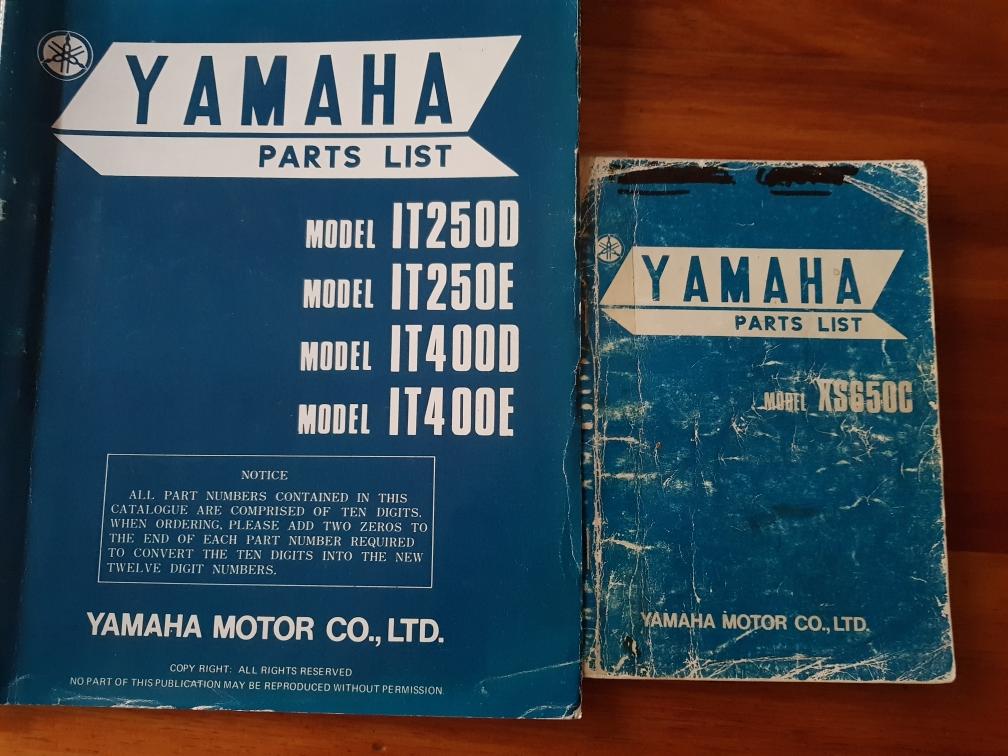 YAMAHA
PARTS LIST
MODEL IT250D
MODEL IT250E
MODEL IT400D
MODEL IT400E
NOTICE
ALL PART NUMBERS CONTAINED IN THIS
CATALOGUE ARE COMPRISED OF TEN DIGITS.
WHEN ORDERING, PLEASE ADD TWO ZEROS TO
THE END OF EACH PART NUMBER REQUIRED
TO CONVERT THE TEN DIGITS INTO THE NEW
TWELVE DIGIT NUMBERS.
YAMAHA MOTOR CO., LTD.
COPY RIGHT: ALL RIGHTS RESERVED
NO PART OF THIS PUBLICATION MAY BE REPRODUCED WITHOUT PERMISSION
YAMAHA
PARTS LIST
MODEL XS650C
YAMAHA MOTOR CO., LTD.